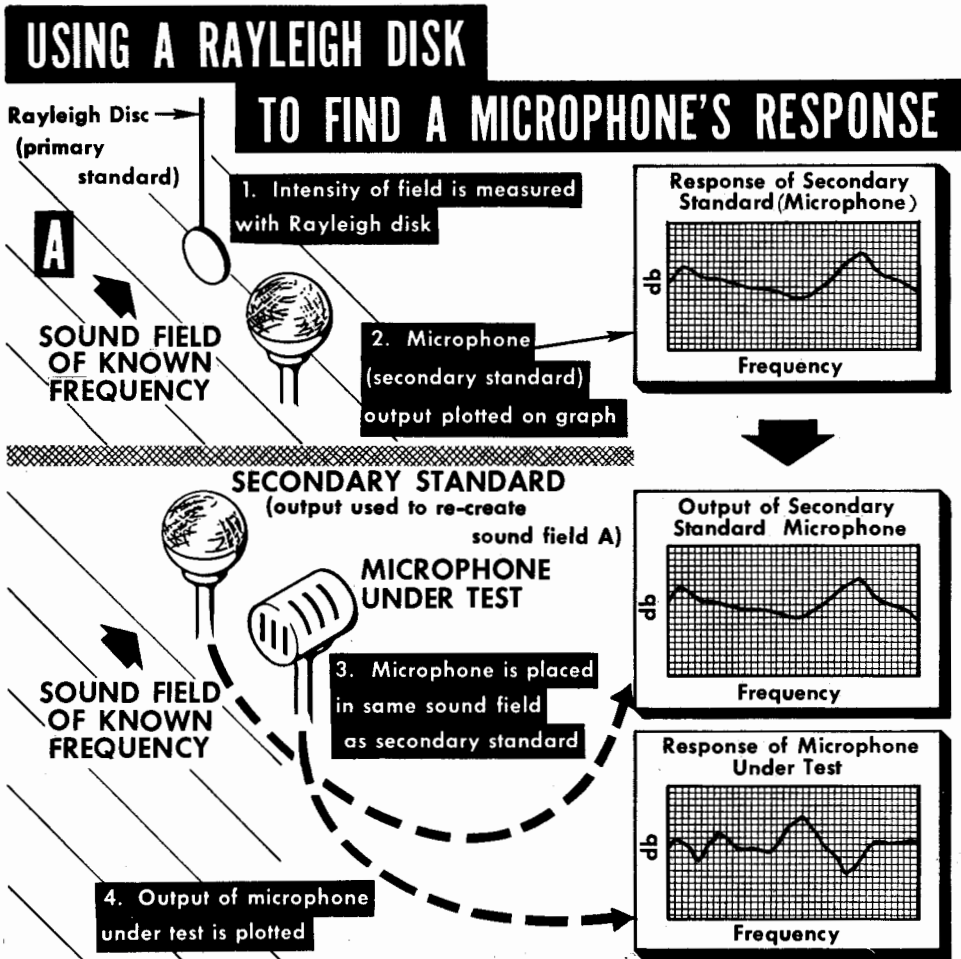 USING A RAYLEIGH DISK
TO FIND A MICROPHONE'S RESPONSE
Rayleigh Disc
(primary
standard)
1. Intensity of field is measured
with Rayleigh disk
A
SOUND FIELD
OF KNOWN
FREQUENCY
2. Microphone
(secondary standard)
output plotted on graph
Response of Secondary
Standard (Microphone)
db
Frequency
SECONDARY STANDARD
(output used to re-create
sound field A)
MICROPHONE
UNDER TEST
3. Microphone is placed
in same sound field
as secondary standard
SOUND FIELD
OF KNOWN
FREQUENCY
Output of Secondary
Standard Microphone
db
Frequency
4. Output of microphone
under test is plotted
Response of Microphone
Under Test
db
Frequency